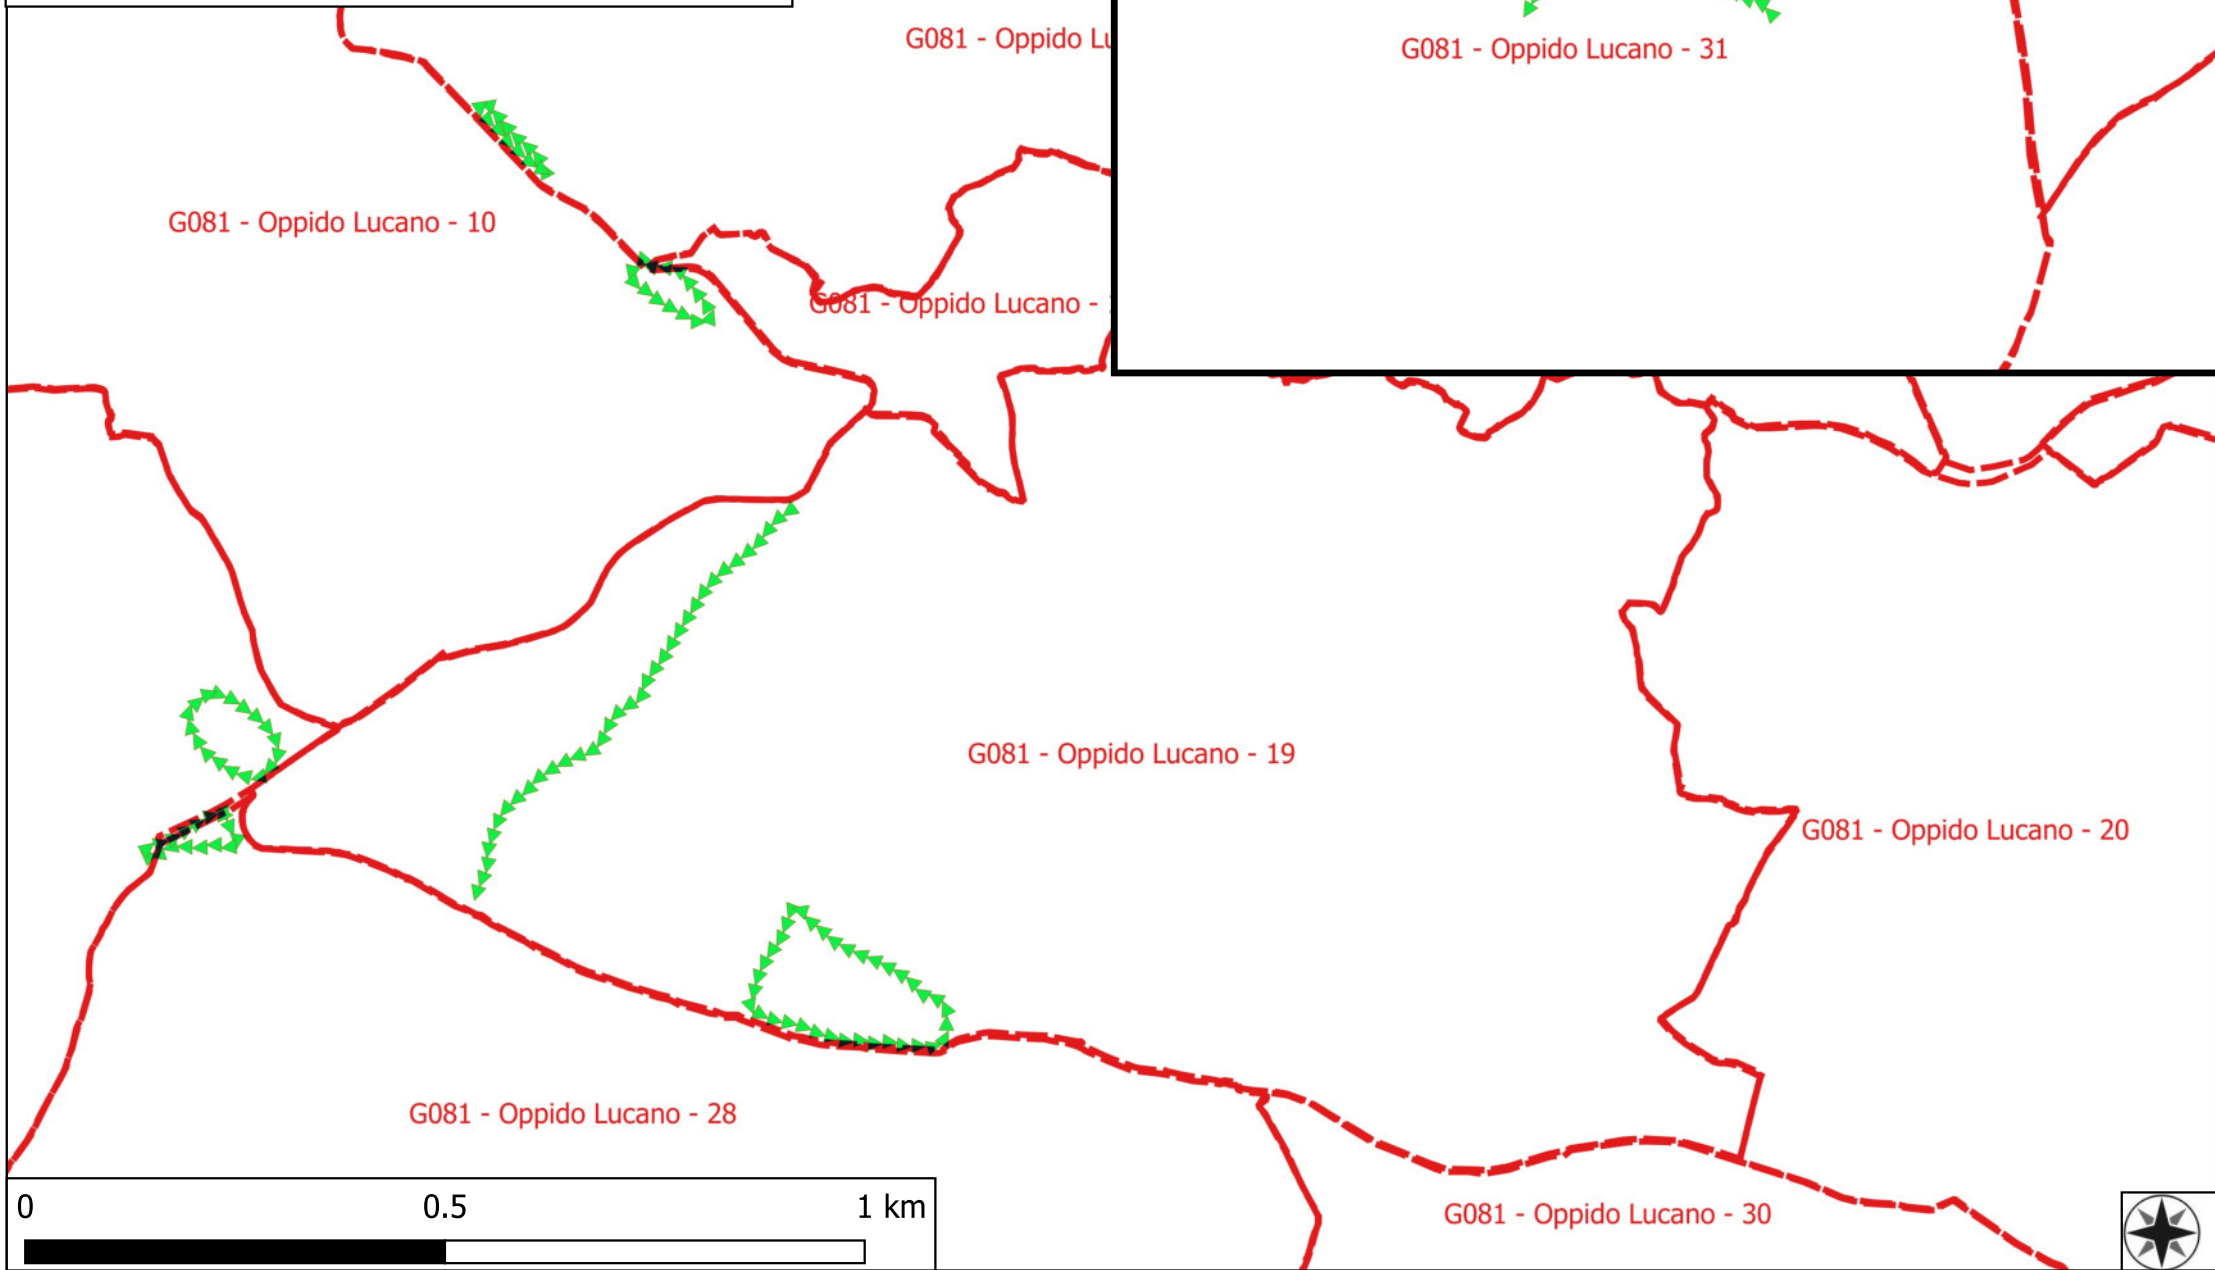 G081 - Oppido
G081 - Oppido Lucano - 31
G081 - Oppido Lucano - 10
G081 - Oppido Lucano -
G081 - Oppido Lucano - 19
G081 - Oppido Lucano - 20
G081 - Oppido Lucano - 28
G081 - Oppido Lucano - 30
0 0.5 1 km